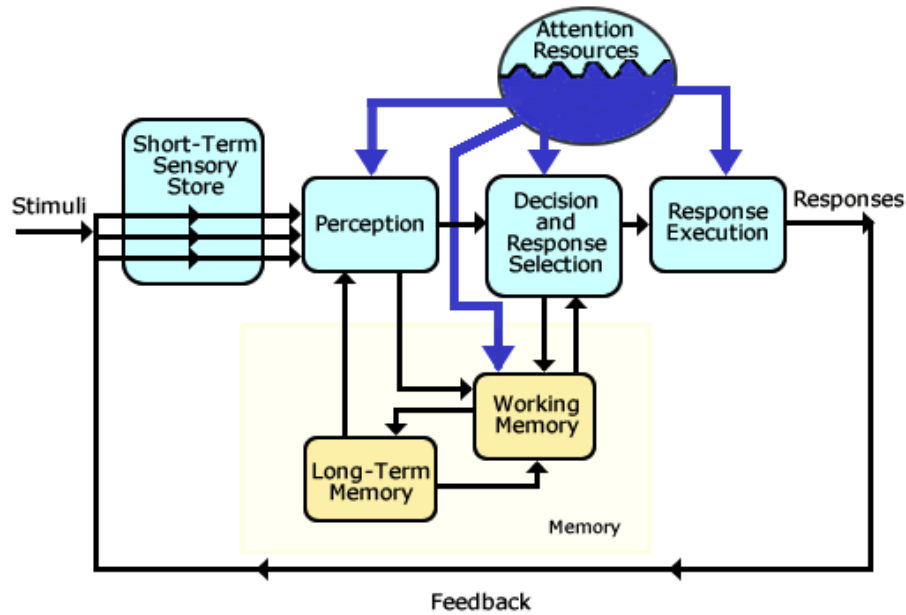 Attention
Resources
Short-Term
Sensory
Store
Stimuli
Perception
Decision
and
Response
Selection
Response
Execution
Responses
Working
Memory
Long-Term
Memory
Memory
Feedback